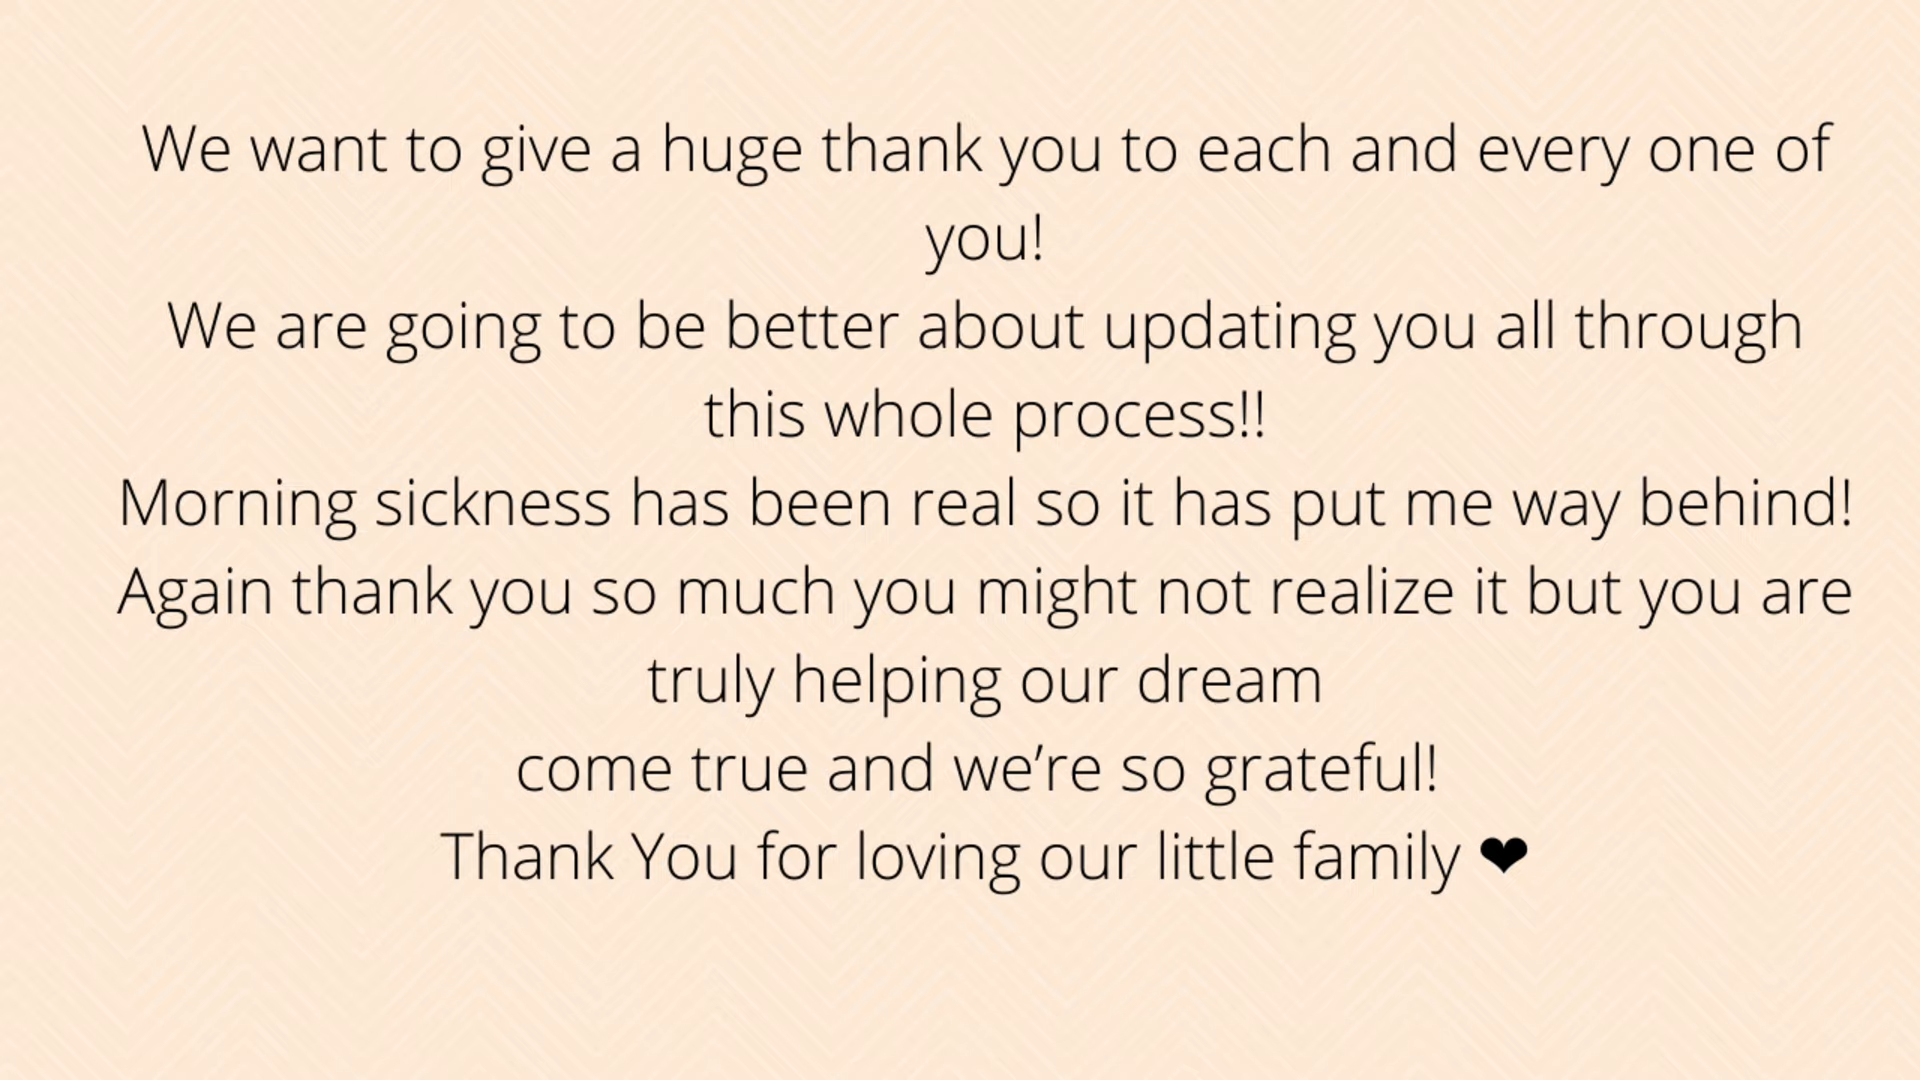 We want to give a huge thank you to each and every one of
you!
We are going to be better about updating you all through
this whole process!!
Morning sickness has been real so it has put me way behind!
Again thank you so much you might not realize it but you are
truly helping our dream
come true and we’re so grateful!
Thank You for loving our little family ❤